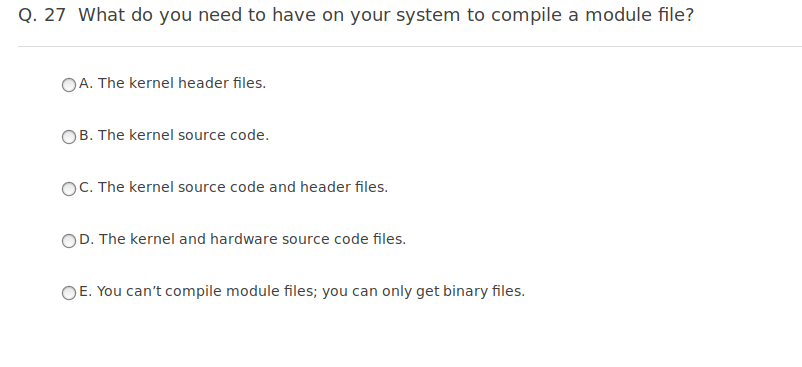 Q. 27 What do you need to have on your system to compile a module file?
A. The kernel header files.
B. The kernel source code.
C. The kernel source code and header files.
D. The kernel and hardware source code files.
E. You can’t compile module files; you can only get binary files.